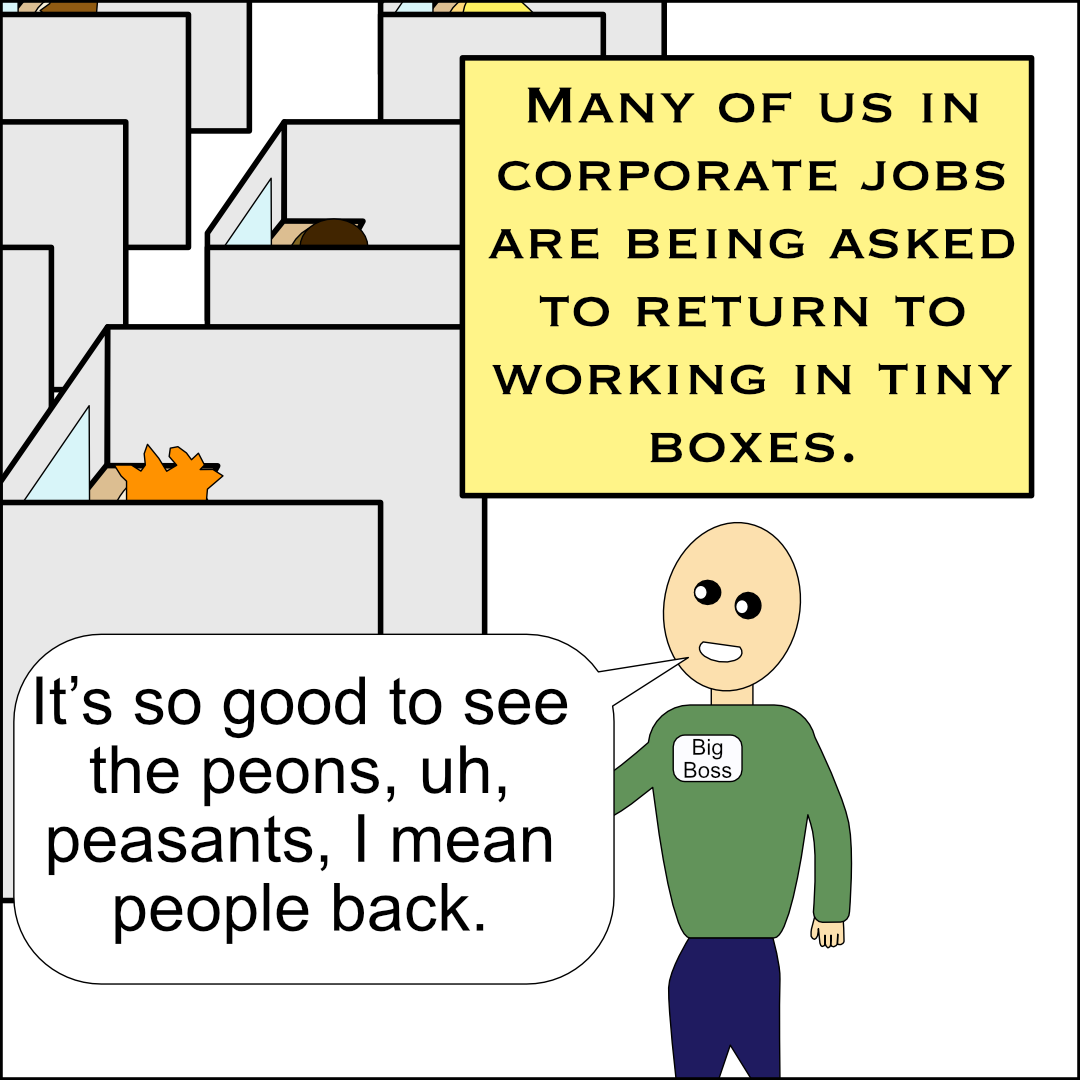 MANY OF US IN
CORPORATE JOBS
ARE BEING ASKED
TO RETURN TO
WORKING IN TINY
BOXES.
It’s so good to see
the peons, uh,
peasants, I mean
people back.
Big
Boss